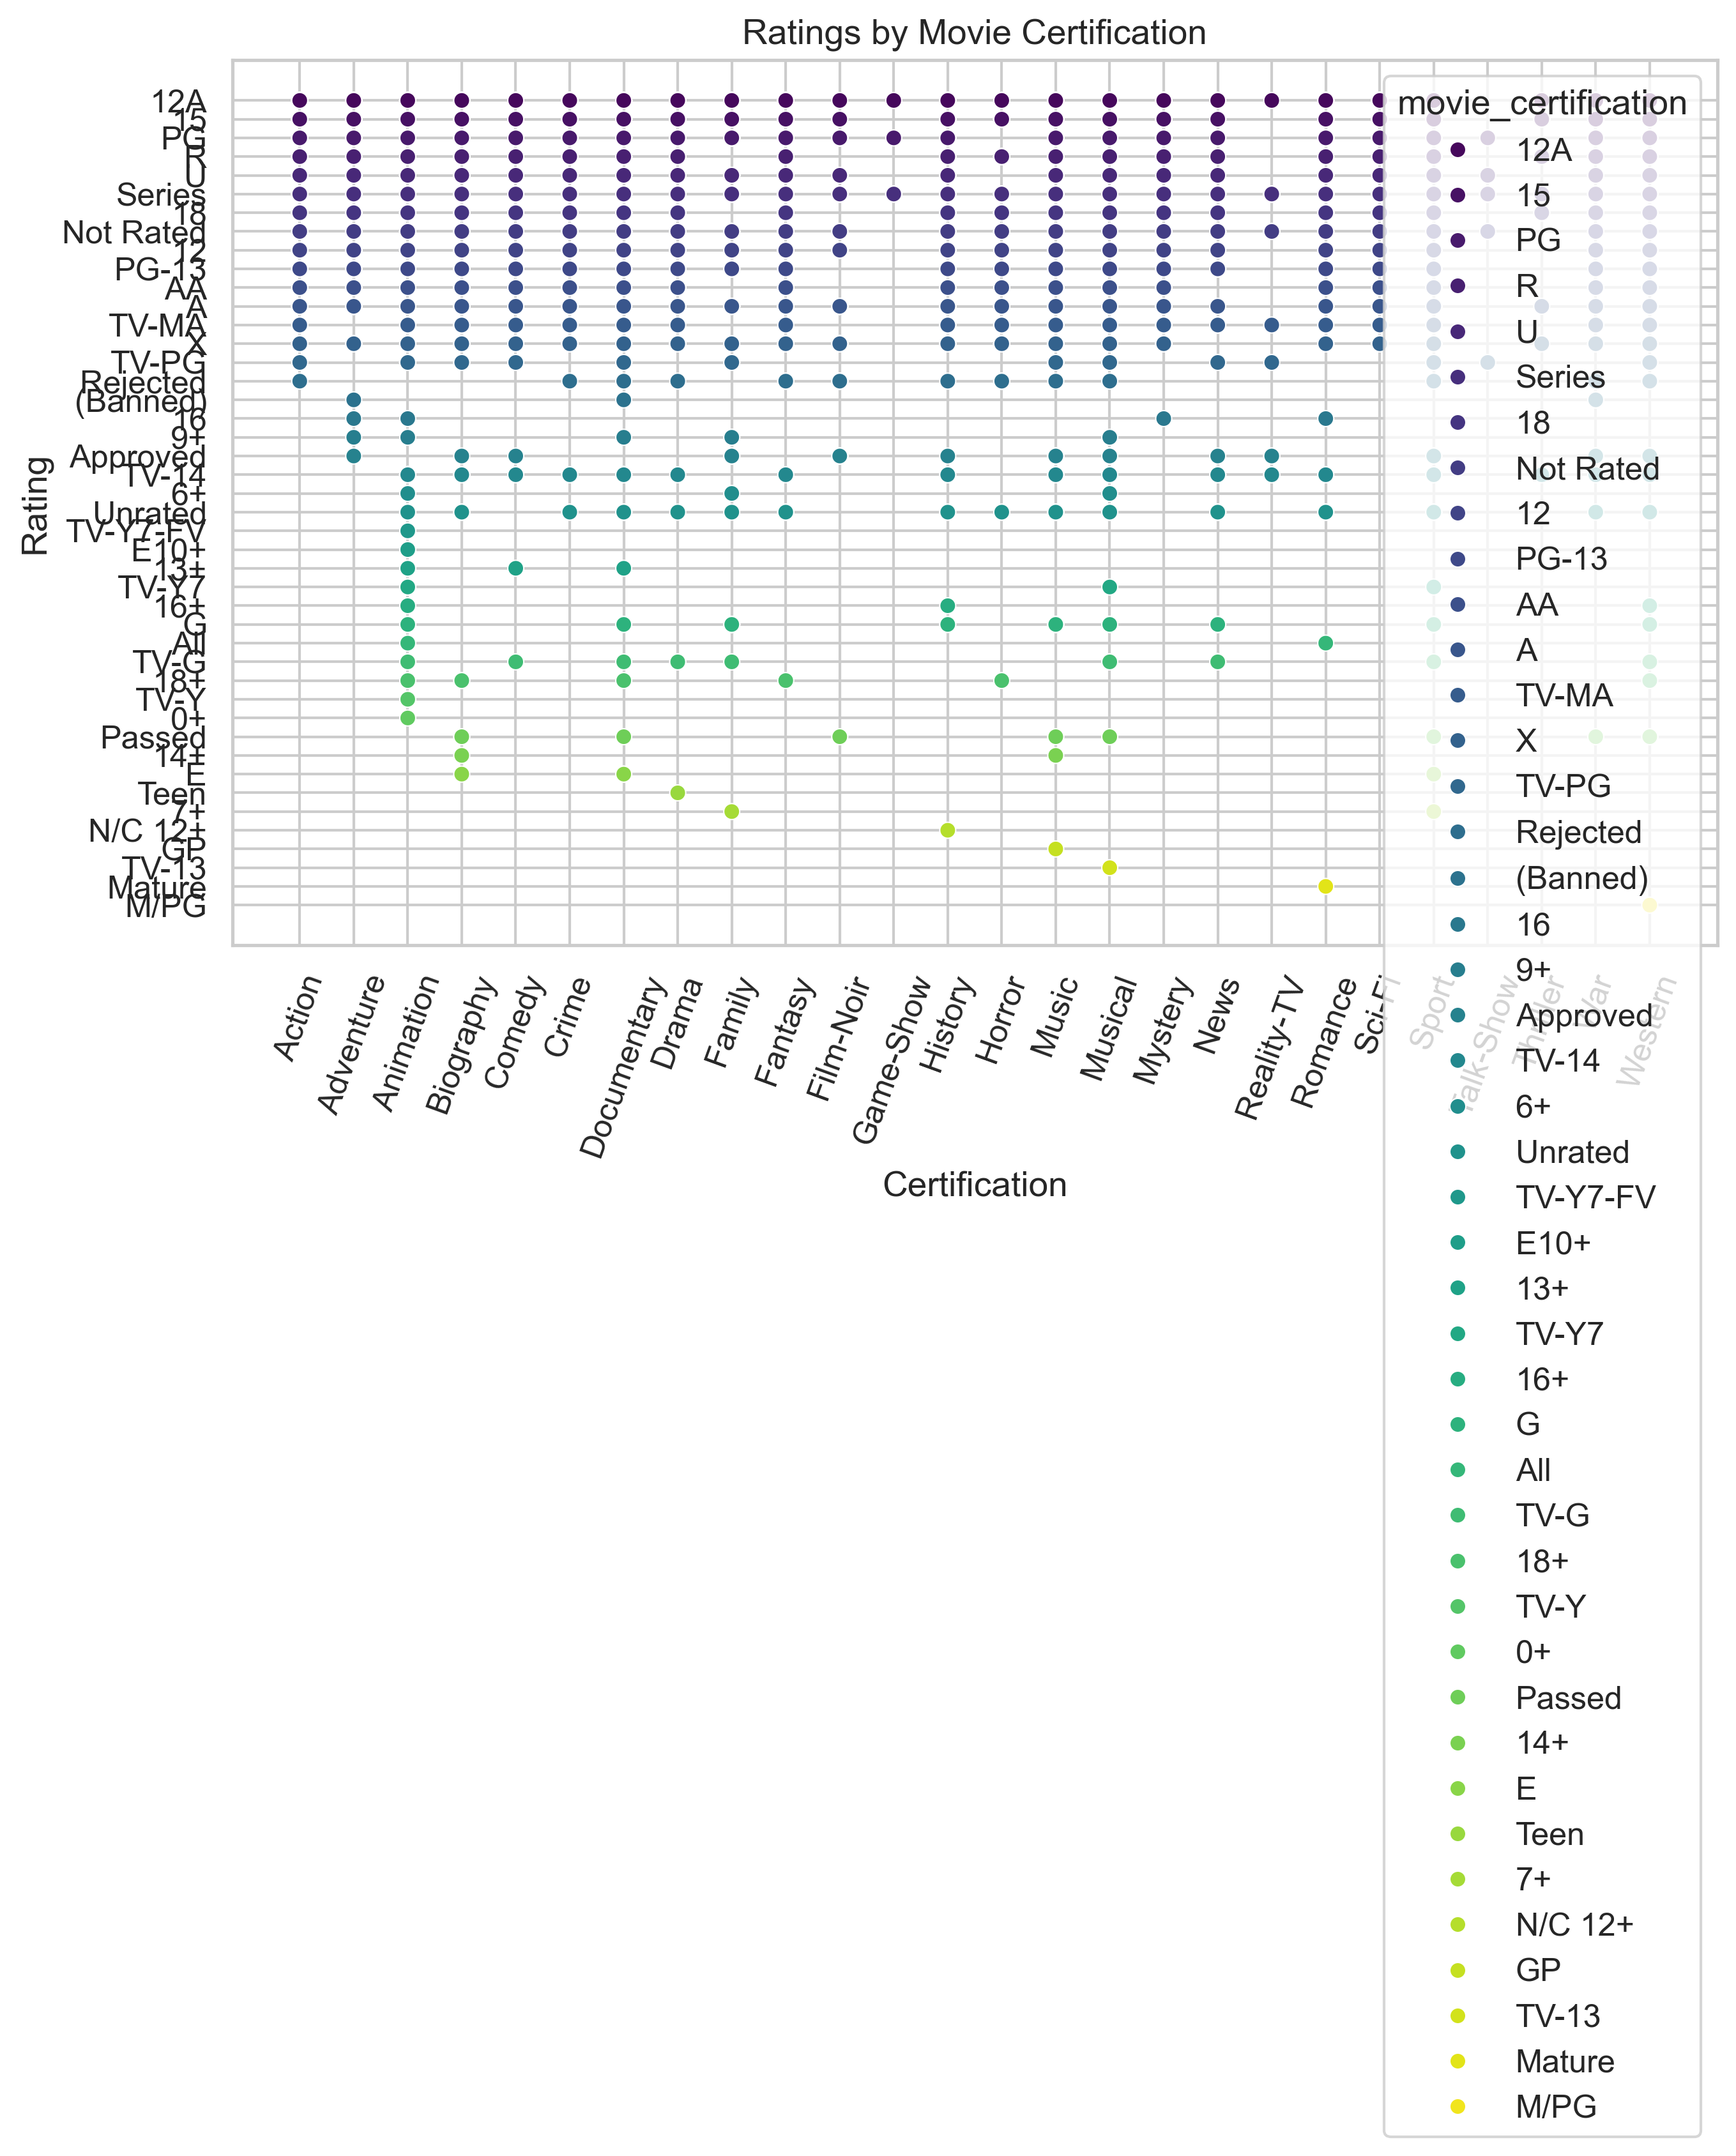 Ratings by Movie Certification
Rating
12A
15
PG
R
U
Series
18
Not Rated
12
PG-13
AA
A
TV-MA
X
TV-PG
Rejected
(Banned)
16
9+
Approved
TV-14
6+
Unrated
TV-Y7-FV
E10+
13+
TV-Y7
16+
G
All
TV-G
18+
TV-Y
0+
Passed
14+
E
Teen
7+
N/C 12+
GP
TV-13
Mature
M/PG
Action
Adventure
Animation
Biography
Comedy
Crime
Documentary
Drama
Family
Fantasy
Film-Noir
Game-Show
History
Horror
Music
Musical
Mystery
News
Reality-TV
Romance
Sci-Fi
Sport
Talk-Show
Thriller
War
Western
Certification
movie_certification
12A
15
PG
R
U
Series
18
Not Rated
12
PG-13
AA
A
TV-MA
X
TV-PG
Rejected
(Banned)
16
9+
Approved
TV-14
6+
Unrated
TV-Y7-FV
E10+
13+
TV-Y7
16+
G
All
TV-G
18+
TV-Y
0+
Passed
14+
E
Teen
7+
N/C 12+
GP
TV-13
Mature
M/PG